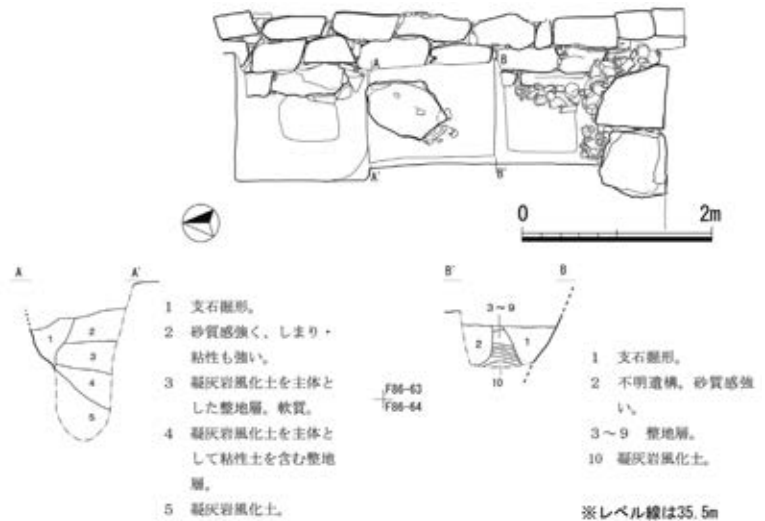 A
B
A'
B'
0 2m
A A'
1
2
3
4
5
1 支石掘形。
2 砂質感強く、しまり・
粘性も強い。
3 凝灰岩風化土を主体と
した整地層。軟質。
4 凝灰岩風化土を主体と
して粘性土を含む整地
層。
5 凝灰岩風化土。
F86-63
F86-64
B' B
3～9
2 1
10
1 支石掘形。
2 不明遺構。砂質感強
い。
3～9 整地層。
10 凝灰岩風化土。
※レベル線は35.5m